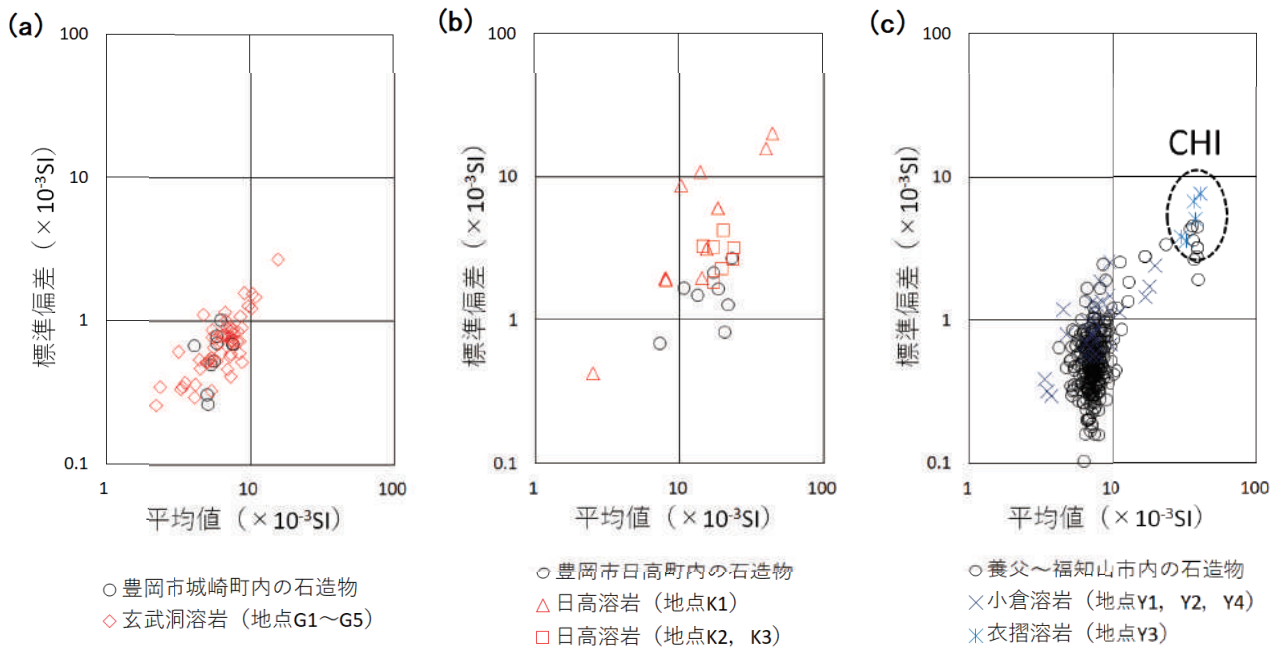 (a)
100
10
1
0.1
標準偏差（×10⁻³SI）
1 10 100
平均値（×10⁻³SI）
○豊岡市城崎町内の石造物
◇玄武洞溶岩（地点G1～G5）
(b)
100
10
1
0.1
標準偏差（×10⁻³SI）
1 10 100
平均値（×10⁻³SI）
○豊岡市日高町内の石造物
△日高溶岩（地点K1）
□日高溶岩（地点K2，K3）
(c)
100
10
1
0.1
標準偏差（×10⁻³SI）
CHI
1 10 100
平均値（×10⁻³SI）
○養父～福知山市内の石造物
×小倉溶岩（地点Y1，Y2，Y4）
衣摺溶岩（地点Y3）